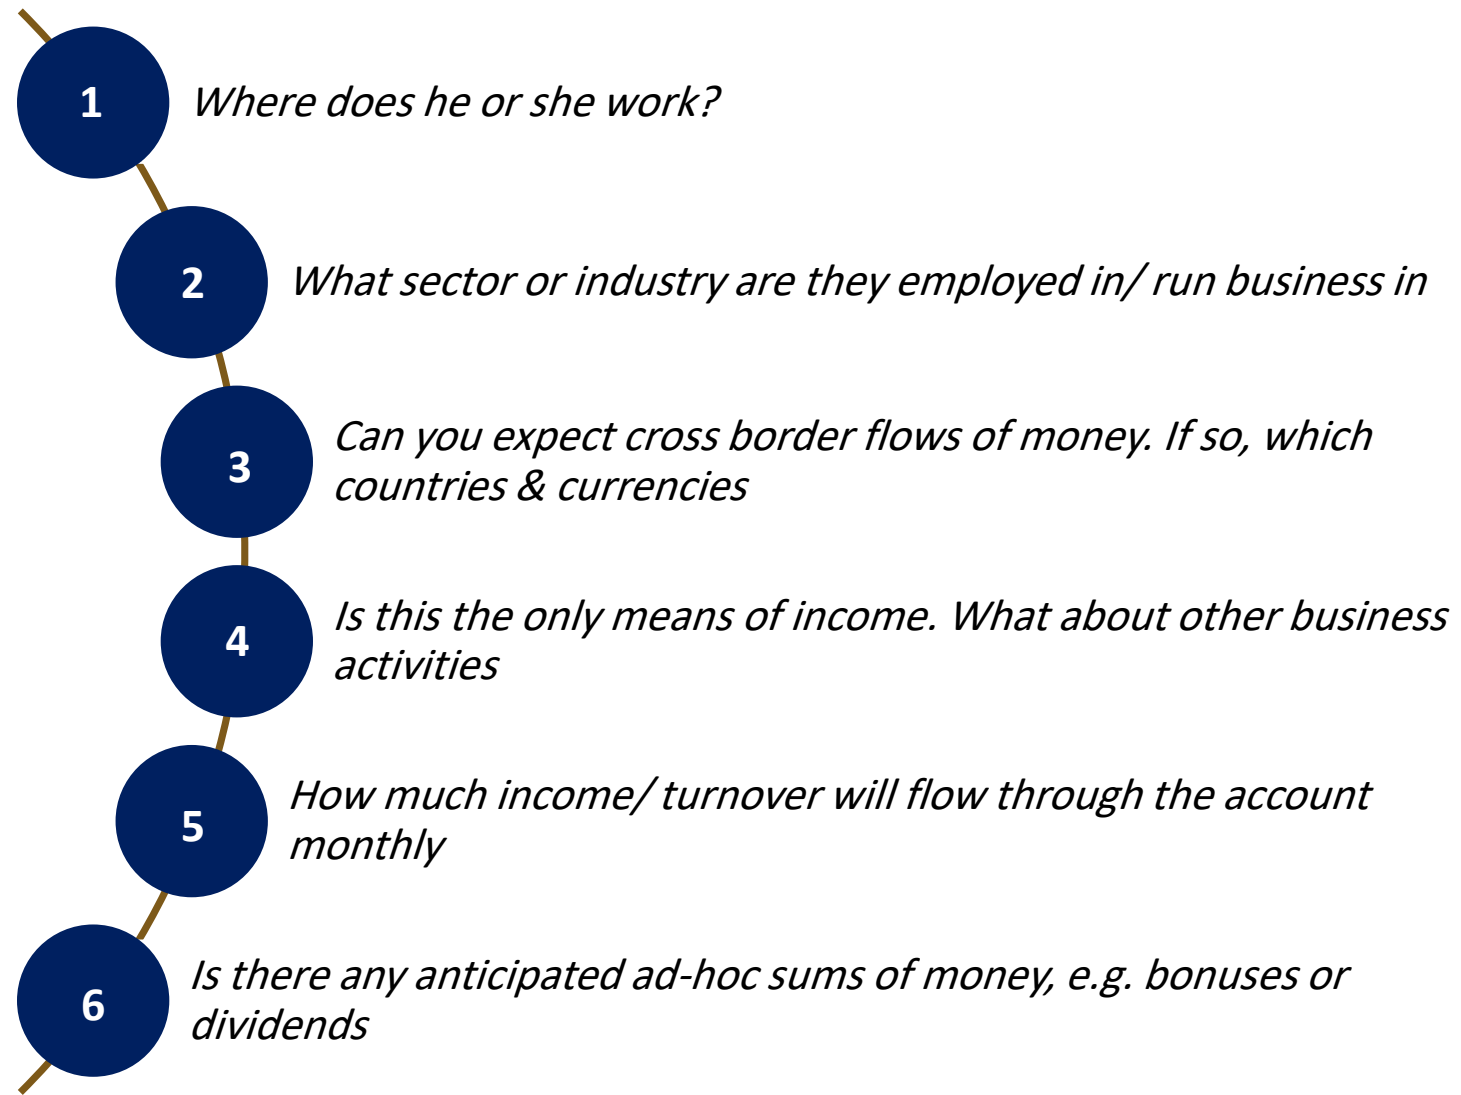 1
Where does he or she work?
2
What sector or industry are they employed in/ run business in
3
Can you expect cross border flows of money. If so, which
countries & currencies
4
Is this the only means of income. What about other business
activities
5
How much income/ turnover will flow through the account
monthly
6
Is there any anticipated ad-hoc sums of money, e.g. bonuses or
dividends